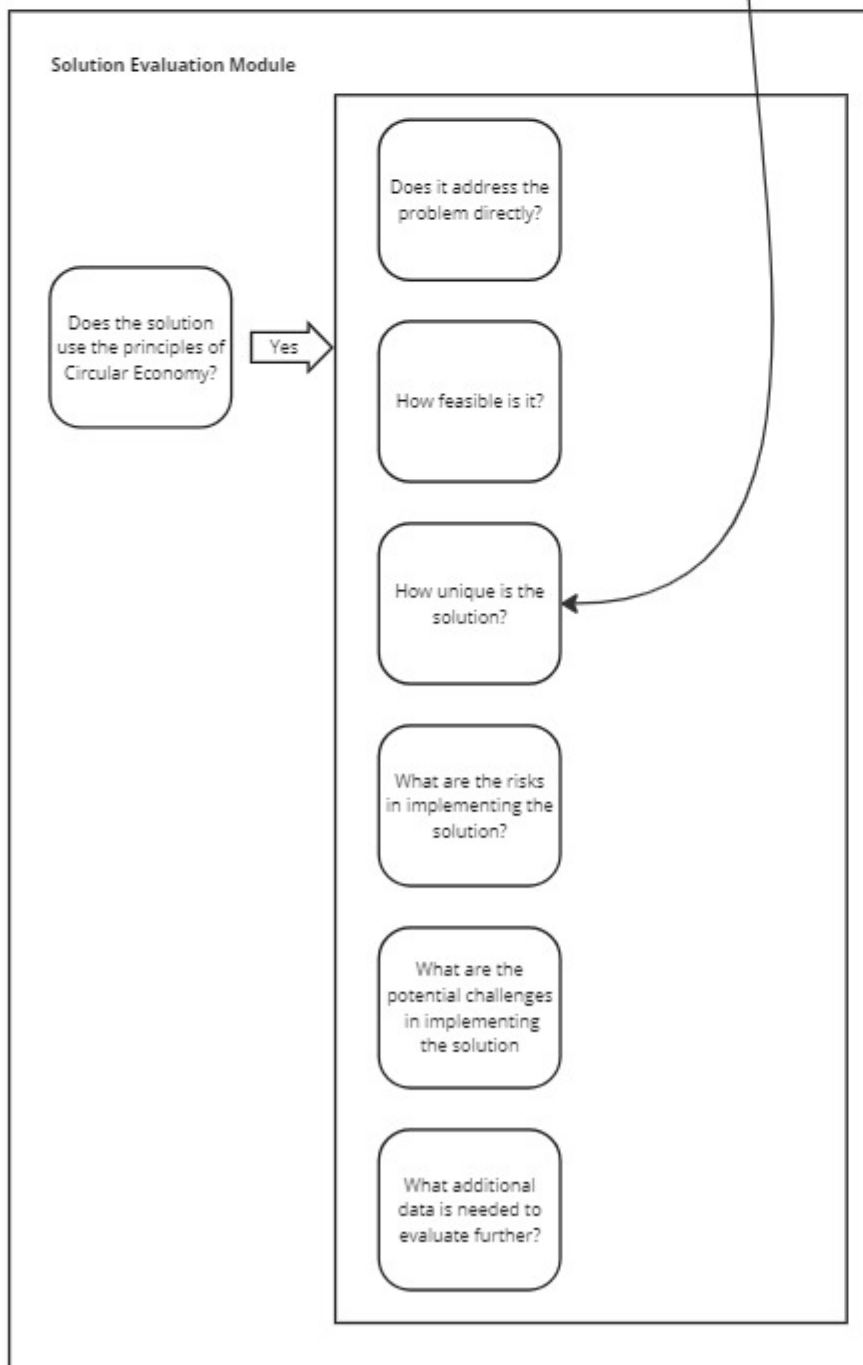 Solution Evaluation Module
Does the solution
use the principles of
Circular Economy?
Yes
Does it address the
problem directly?
How feasible is it?
How unique is the
solution?
What are the risks
in implementing the
solution?
What are the
potential challenges
in implementing
the solution
What additional
data is needed to
evaluate further?